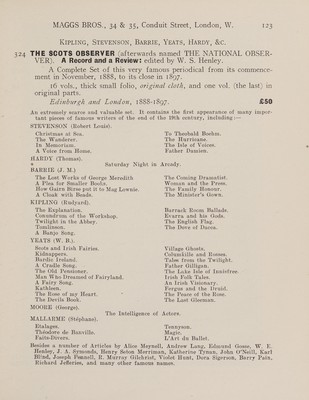 MAGGS BROS., 34 & 35, Conduit Street, London, W. 123
KIPLING, STEVENSON, BARRIE, YEATS, HARDY, &C.
324 THE SCOTS OBSERVER (afterwards named THE NATIONAL OBSER-
VER). A Record and a Review: edited by W. S. Henley.
A Complete Set of this very famous periodical from its commence-
ment in November, 1888, to its close in 1897.
16 vols., thick small folio, original cloth, and one vol. (the last) in
original parts.
Edinburgh and London, 1888-1897. £50
An extremely scarce and valuable set. It contains the first appearance of many impor-
tant pieces of famous writers of the end of the 19th century, including:—
STEVENSON (Robert Louis).
Christmas at Sea. To Theobald Boehm.
The Wanderer. The Hurricane.
In Memoriam. The Isle of Voices.
A Voice from Home. Father Damien.
HARDY (Thomas).
Saturday Night in Arcady.
BARRIE (J. M.)
The Lost Works of George Meredith The Coming Dramatist.
A Plea for Smaller Books. Woman and the Press.
How Gavin Birse put it to Mag Lownie. The Family Honour.
A Cloak with Beads. The Minister's Gown.
KIPLING (Rudyard).
The Explanation. Barrack Room Ballads.
Conundrum of the Workshop. Evarra and his Gods.
Twilight in the Abbey. The English Flag.
Tomlinson. The Dove of Dacca.
A Banjo Song.
YEATS (W. B.).
Scots and Irish Fairies. Village Ghosts.
Kidnappers. Columkille and Rosses.
Bardic Ireland. Tales from the Twilight.
A Cradle Song. Father Gilligan.
The Old Pensioner. The Lake Isle of Innisfree.
Man Who Dreamed of Fairyland. Irish Folk Tales.
A Fairy Song. An Irish Visionary.
Kathleen. Fergus and the Druid.
The Rose of my Heart. The Peace of the Rose.
The Devils Book. The Last Gleeman.
MOORE (George).
The Intelligence of Actors.
MALLARME (Stéphane).
Etalages. Tennyson.
Théodore de Banville. Magie.
Faits-Divers. L'Art du Ballet.
Besides a number of Articles by Alice Meynell, Andrew Lang, Edmund Gosse, W. E.
Henley, J. A. Symonds, Henry Seton Merriman, Katharine Tynan, John O'Neill, Karl
Blind, Joseph Pennell, R. Murray Gilchrist, Violet Hunt, Dora Sigerson, Barry Pain,
Richard Jefferies, and many other famous names.